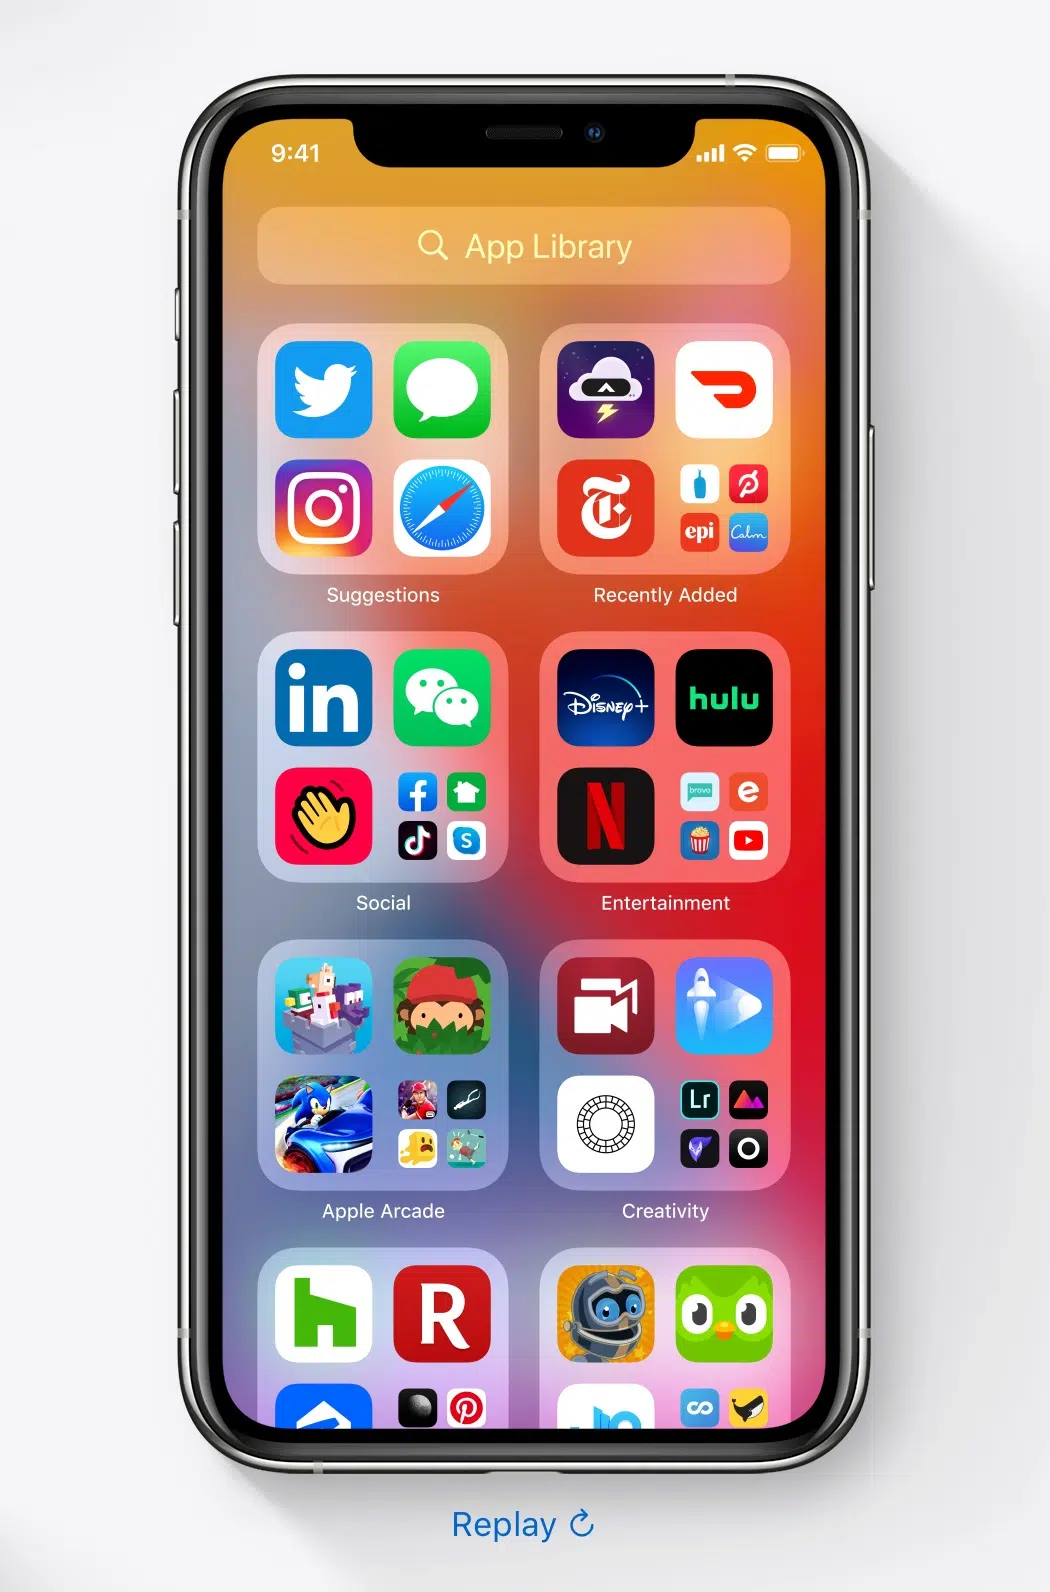 9:41
App Library
Suggestions
epi
Calm
Recently Added
in
Disney+
hulu
N
bravo
e
f
S
Social
Entertainment
Lr
Apple Arcade
Creativity
R
Replay